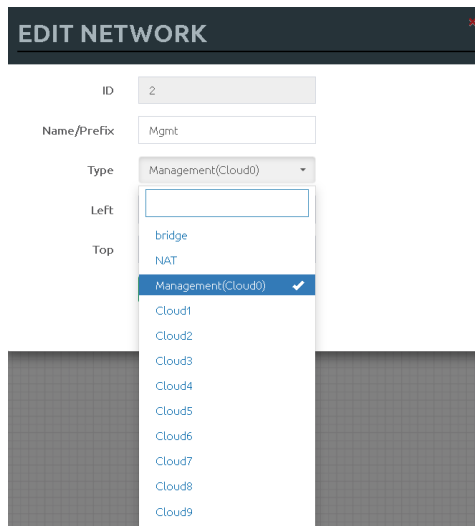 EDIT NETWORK
ID
2
Name/Prefix
Mgmt
Type
Management(Cloud0)
Left
Top
bridge
NAT
Management(Cloud0)
Cloud1
Cloud2
Cloud3
Cloud4
Cloud5
Cloud6
Cloud7
Cloud8
Cloud9